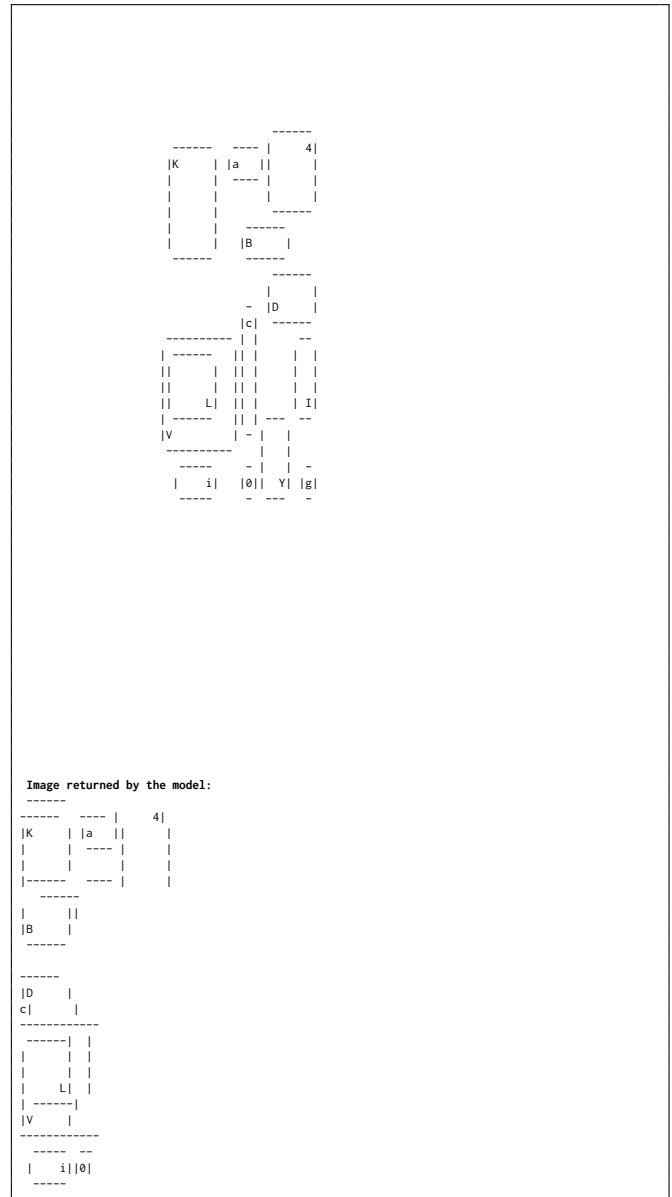 ------
 ------   ---- |     4|
|K     | |a   ||      |
|      |  ---- |      |
|      |       |      |
|      |        ------
|      |    ------
|      |   |B     |
 ------     ------
                ------
               |      |
            -  |D     |
           |c|  ------
 ---------- | |      --
| ------   || |     |  |
||      |  || |     |  |
||      |  || |     |  |
||     L|  || |     | I|
| ------   || | ---  --
|V         | - |   |
 ----------    |   |
   -----     - |   |  -
  |    i|   |0||  Y| |g|
   -----     -  ---   -
Image returned by the model:
 ------
------   ---- |     4|
|K     | |a   ||      |
|      |  ---- |      |
|      |       |      |
|------   ---- |      |
   ------
|      ||
|B     |
 ------
------
|D     |
c|      |
------------
 ------|  |
|      |  |
|      |  |
|     L|  |
| ------|
|V     |
------------
  -----  --
 |    i||0|
  -----